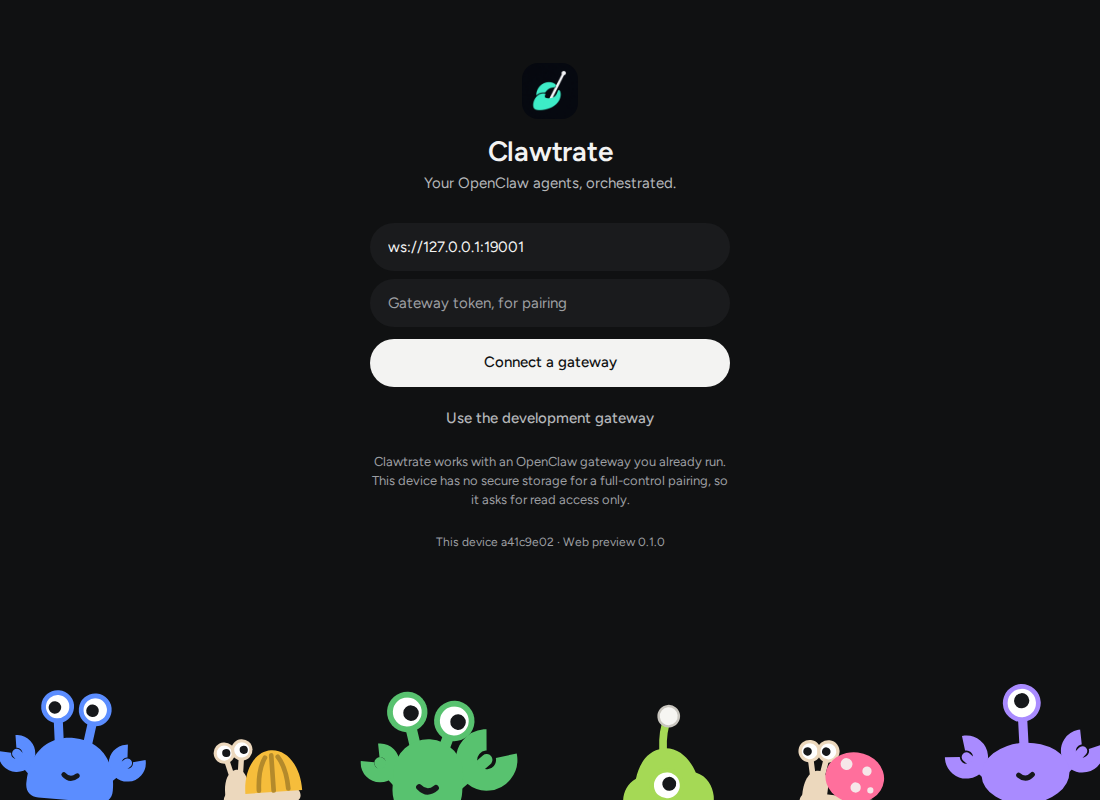 Clawtrate
Your OpenClaw agents, orchestrated.
ws://127.0.0.1:19001
Gateway token, for pairing
Connect a gateway
Use the development gateway
Clawtrate works with an OpenClaw gateway you already run.
This device has no secure storage for a full-control pairing, so
it asks for read access only.
This device a41c9e02 · Web preview 0.1.0